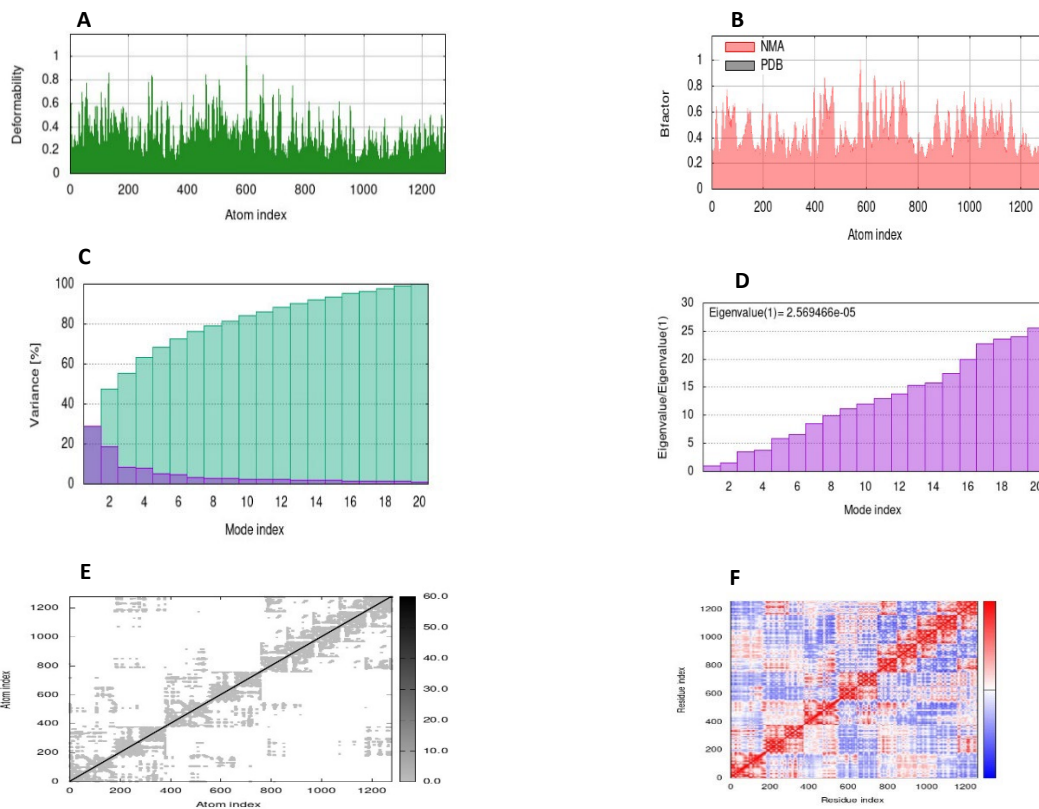 A
Deformability
1
0.8
0.6
0.4
0.2
0
0 200 400 600 800 1000 1200
Atom index
B
NMA
PDB
Bfactor
1
0.8
0.6
0.4
0.2
0
0 200 400 600 800 1000 1200
Atom index
C
Variance [%]
100
80
60
40
20
0
2 4 6 8 10 12 14 16 18 20
Mode index
D
Eigenvalue(1)= 2.569466e-05
Eigenvalue/Eigenvalue(1)
30
25
20
15
10
5
0
2 4 6 8 10 12 14 16 18 20
Mode index
E
Atom index
1200
1000
800
600
400
200
0
0 200 400 600 800 1000 1200
Atom index
60.0
50.0
40.0
30.0
20.0
10.0
0.0
F
Residue index
1200
1000
800
600
400
200
0
0 200 400 600 800 1000 1200
Residue index